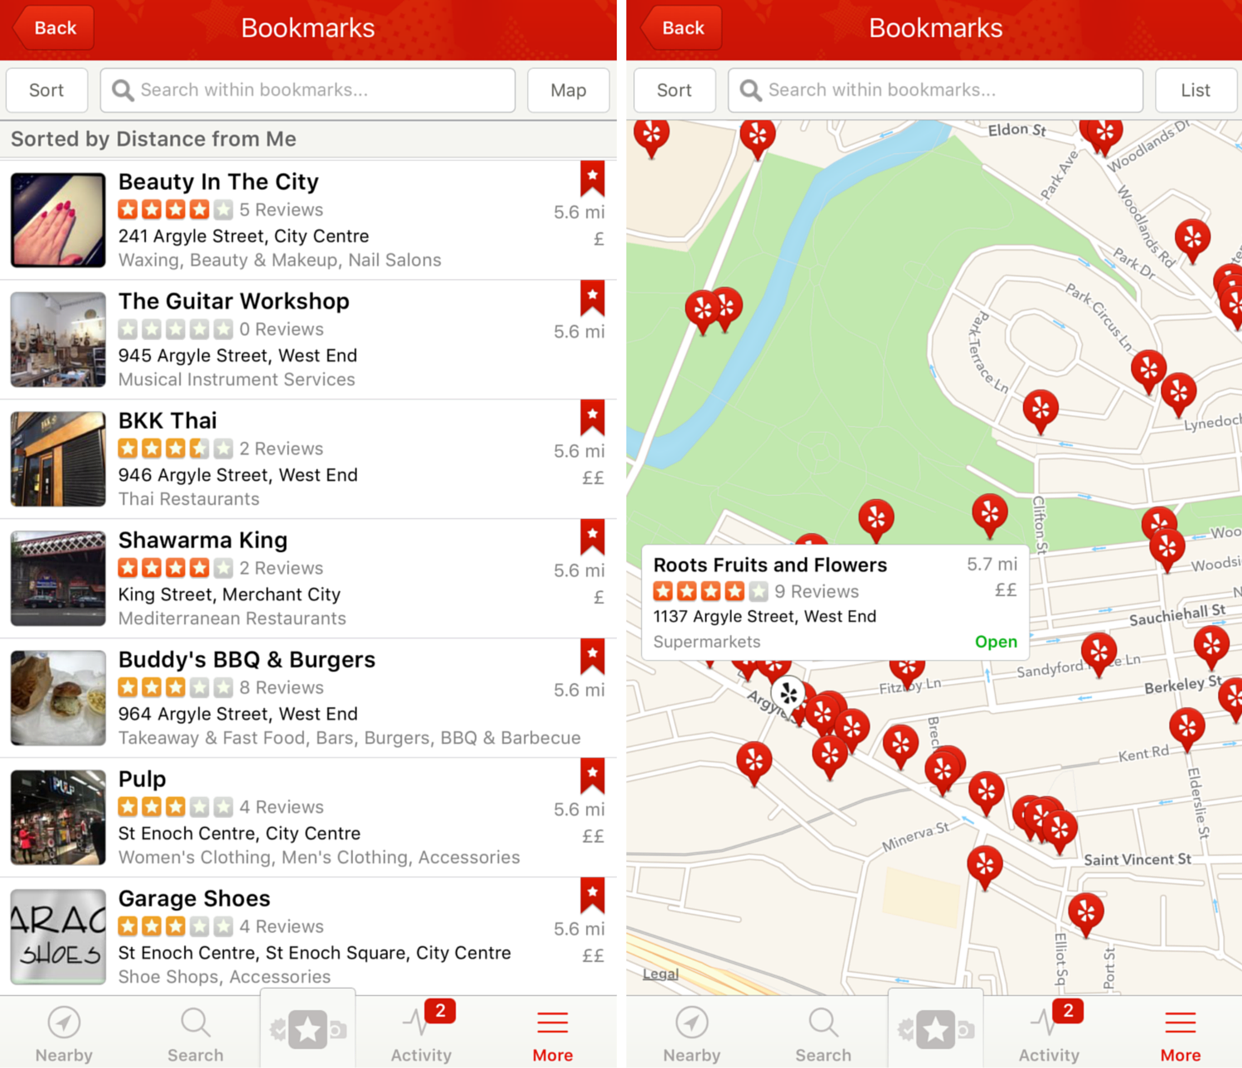 Back
Bookmarks
Sort
Search within bookmarks...
Map
Sorted by Distance from Me
Beauty In The City
5 Reviews
5.6 mi
241 Argyle Street, City Centre
£
Waxing, Beauty & Makeup, Nail Salons
The Guitar Workshop
0 Reviews
5.6 mi
945 Argyle Street, West End
Musical Instrument Services
BKK Thai
2 Reviews
5.6 mi
946 Argyle Street, West End
££
Thai Restaurants
Shawarma King
2 Reviews
5.6 mi
King Street, Merchant City
£
Mediterranean Restaurants
Buddy's BBQ & Burgers
8 Reviews
5.6 mi
964 Argyle Street, West End
Takeaway & Fast Food, Bars, Burgers, BBQ & Barbecue
PULP
Pulp
4 Reviews
5.6 mi
St Enoch Centre, City Centre
££
Women's Clothing, Men's Clothing, Accessories
ARAG
SHOES
Garage Shoes
4 Reviews
5.6 mi
St Enoch Centre, St Enoch Square, City Centre
££
Shoe Shops, Accessories
Nearby
Search
2
Activity
More
Back
Bookmarks
Sort
Search within bookmarks...
List
Eldon St
Woodlands Dr
Park Ave
Woodlands Rd
Park Dr
Park Circus Ln
Park Terrace Ln
Lynedoch
Clifton St
Woo
Woodsi
Roots Fruits and Flowers
5.7 mi
9 Reviews
££
1137 Argyle Street, West End
Supermarkets
Open
Sauchiehall St
Sandyford Ln
Fitzroy Ln
Berkeley St
Argyle
Brec
Kent Rd
Elderslie St
Minerva St
Saint Vincent St
Elliot Sq
Port St
Legal
Nearby
Search
2
Activity
More